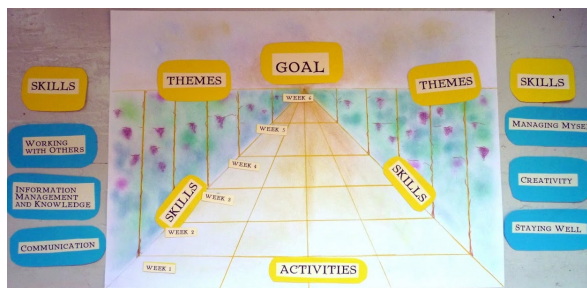 GOAL
SKILLS
THEMES
THEMES
SKILLS
WEEK 6
WEEK 5
WEEK 4
WEEK 3
WEEK 2
WEEK 1
WORKING
WITH OTHERS
INFORMATION
MANAGEMENT
AND KNOWLEDGE
COMMUNICATION
SKILLS
SKILLS
ACTIVITIES
MANAGING MYSE
CREATIVITY
STAYING WELL